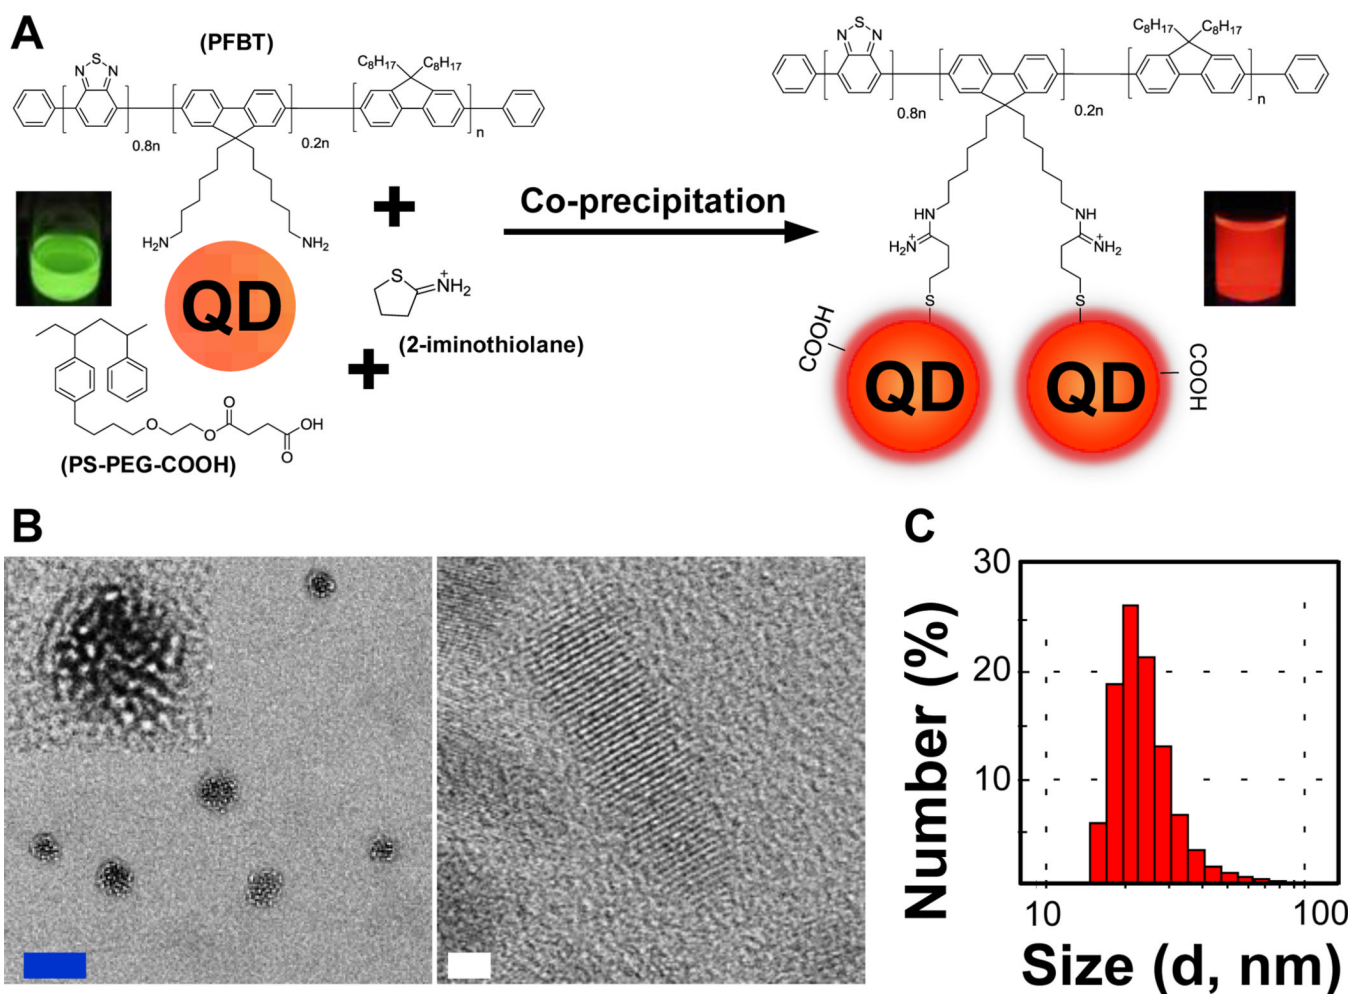 A
(PFBT)
S
N N
C8H17 C8H17
0.8n
0.2n
n
H2N
NH2
QD
+
S
+
NH2
(2-iminothiolane)
+
O
O
O
OH
O
(PS-PEG-COOH)
Co-precipitation
S
N N
C8H17 C8H17
0.8n
0.2n
n
NH
NH
H2N+
+NH2
S
S
COOH
QD
QD
COOH
B
C
Number (%)
30
20
10
10
100
Size (d, nm)